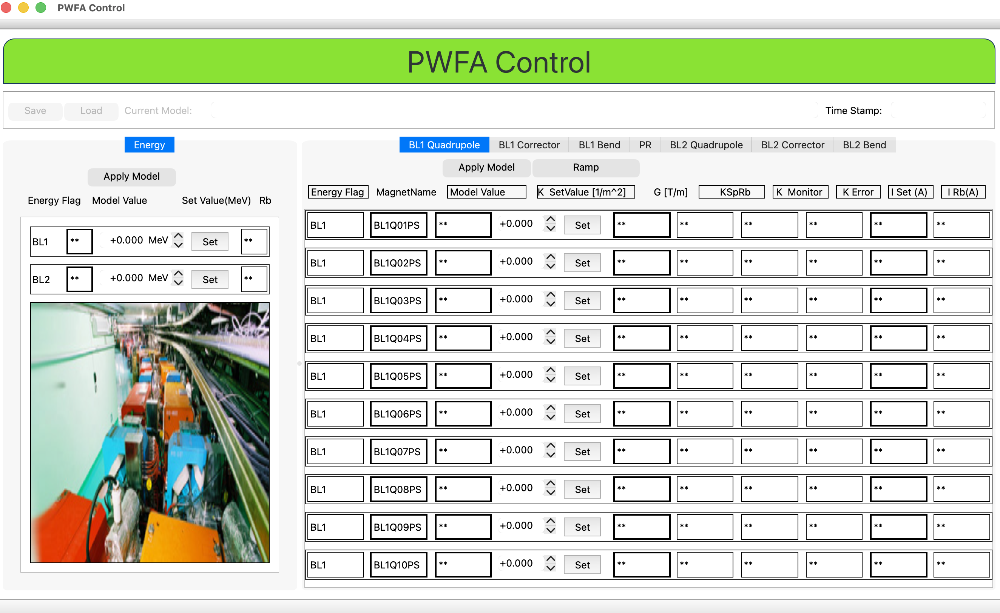 PWFA Control
PWFA Control
Save Load Current Model: Time Stamp:
Energy
Apply Model
Energy Flag Model Value Set Value(MeV) Rb
BL1 ** +0.000 MeV Set **
BL2 ** +0.000 MeV Set **
BL1 Quadrupole BL1 Corrector BL1 Bend PR BL2 Quadrupole BL2 Corrector BL2 Bend
Apply Model Ramp
Energy Flag MagnetName Model Value K SetValue [1/m^2] G [T/m] KSpRb K Monitor K Error I Set (A) I Rb(A)
BL1 BL1Q01PS ** +0.000 Set ** ** ** ** ** **
BL1 BL1Q02PS ** +0.000 Set ** ** ** ** ** **
BL1 BL1Q03PS ** +0.000 Set ** ** ** ** ** **
BL1 BL1Q04PS ** +0.000 Set ** ** ** ** ** **
BL1 BL1Q05PS ** +0.000 Set ** ** ** ** ** **
BL1 BL1Q06PS ** +0.000 Set ** ** ** ** ** **
BL1 BL1Q07PS ** +0.000 Set ** ** ** ** ** **
BL1 BL1Q08PS ** +0.000 Set ** ** ** ** ** **
BL1 BL1Q09PS ** +0.000 Set ** ** ** ** ** **
BL1 BL1Q10PS ** +0.000 Set ** ** ** ** ** **